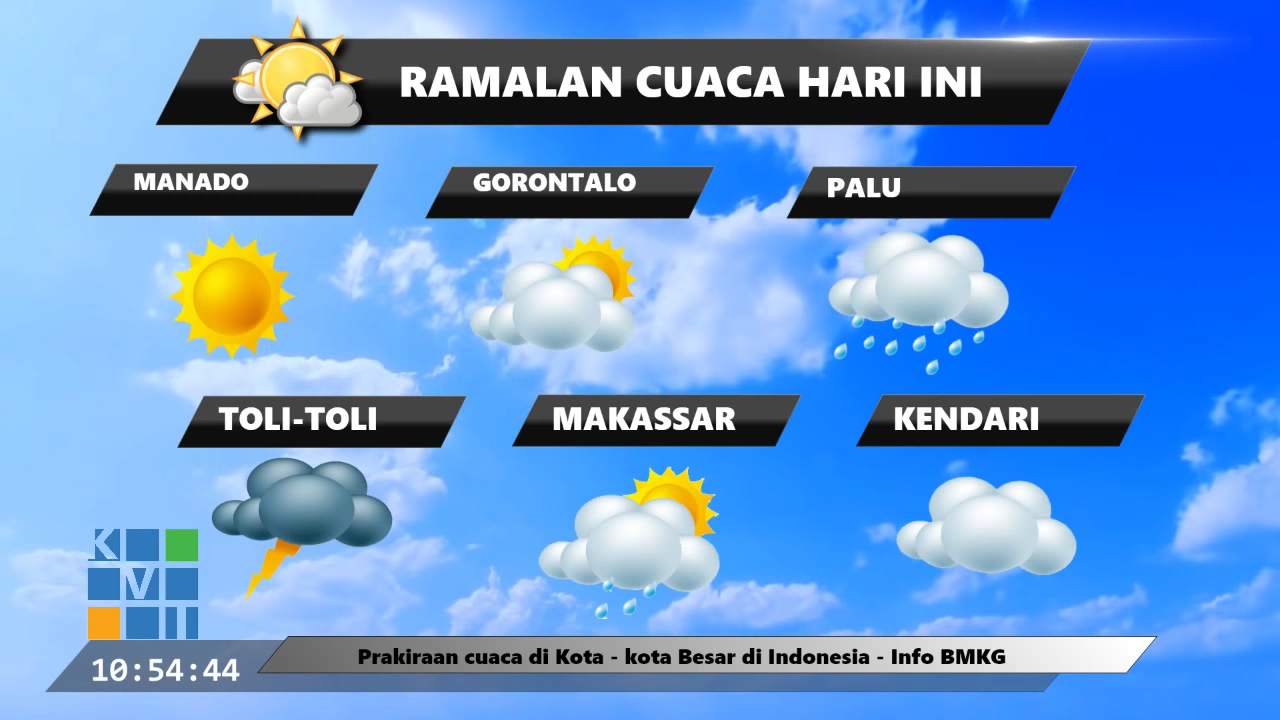 RAMALAN CUACA HARI INI
MANADO
GORONTALO
PALU
TOLI-TOLI
MAKASSAR
KENDARI
K
V
10:54:44
Prakiraan cuaca di Kota - kota Besar di Indonesia - Info BMKG